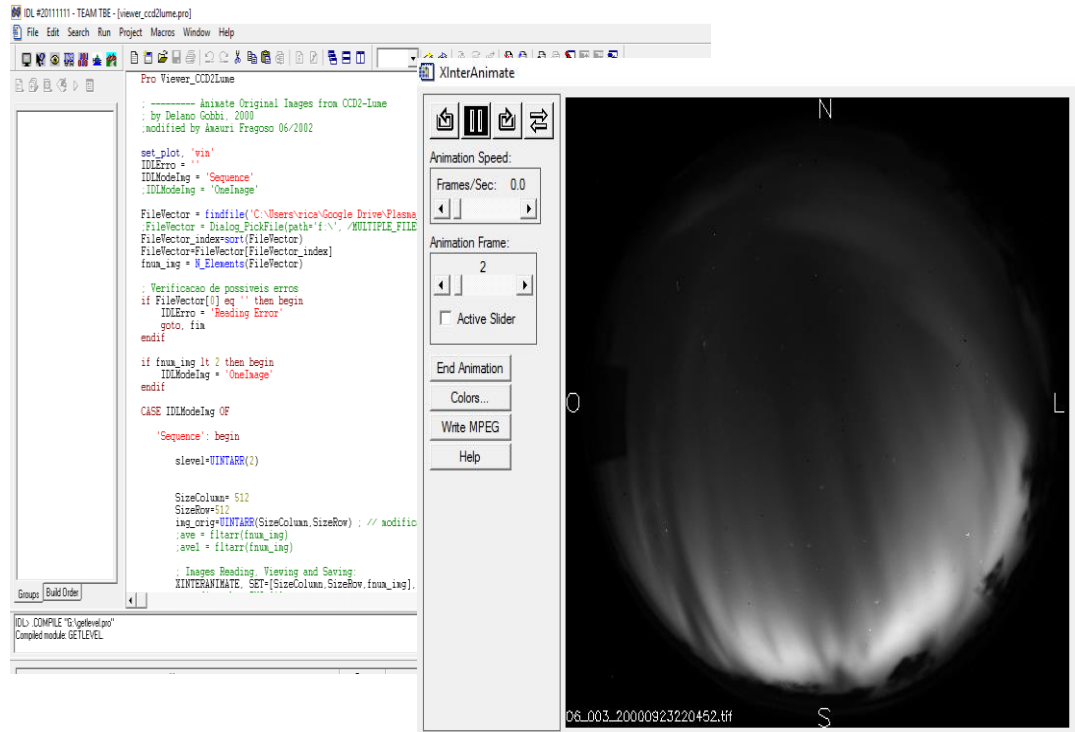 IDL #20111111 - TEAM TBE - [viewer_ccd2lume.pro]
File Edit Search Run Project Macros Window Help
Pro Viewer_CCD2Lume
; --------- Animate Original Images from CCD2-Lume
; by Delano Gobbi, 2000
;modified by Amauri Fragoso 06/2002
set_plot, 'win'
IDLErro = ''
IDLModeImg = 'Sequence'
;IDLModeImg = 'OneImage'
FileVector = findfile('C:\Users\rica\Google Drive\Plasma_
;FileVector = Dialog_PickFile(path='f:\', /MULTIPLE_FILE
FileVector_index=sort(FileVector)
FileVector=FileVector[FileVector_index]
fnum_img = N_Elements(FileVector)
; Verificacao de possiveis erros
if FileVector[0] eq '' then begin
IDLErro = 'Reading Error'
goto, fim
endif
if fnum_img lt 2 then begin
IDLModeImg = 'OneImage'
endif
CASE IDLModeImg OF
'Sequence': begin
slevel=UINTARR(2)
SizeColumn= 512
SizeRow=512
img_orig=UINTARR(SizeColumn,SizeRow) ; // modific
;ave = fltarr(fnum_img)
;ave1 = fltarr(fnum_img)
; Images Reading, Viewing and Saving:
XINTERANIMATE, SET=[SizeColumn,SizeRow,fnum_img],
Groups Build Order
IDL> .COMPILE "G:\getlevel.pro"
Compiled module: GETLEVEL.
XInterAnimate
Animation Speed:
Frames/Sec: 0.0
Animation Frame:
2
Active Slider
End Animation
Colors...
Write MPEG
Help
N
O
L
S
06_003_20000923220452.tif